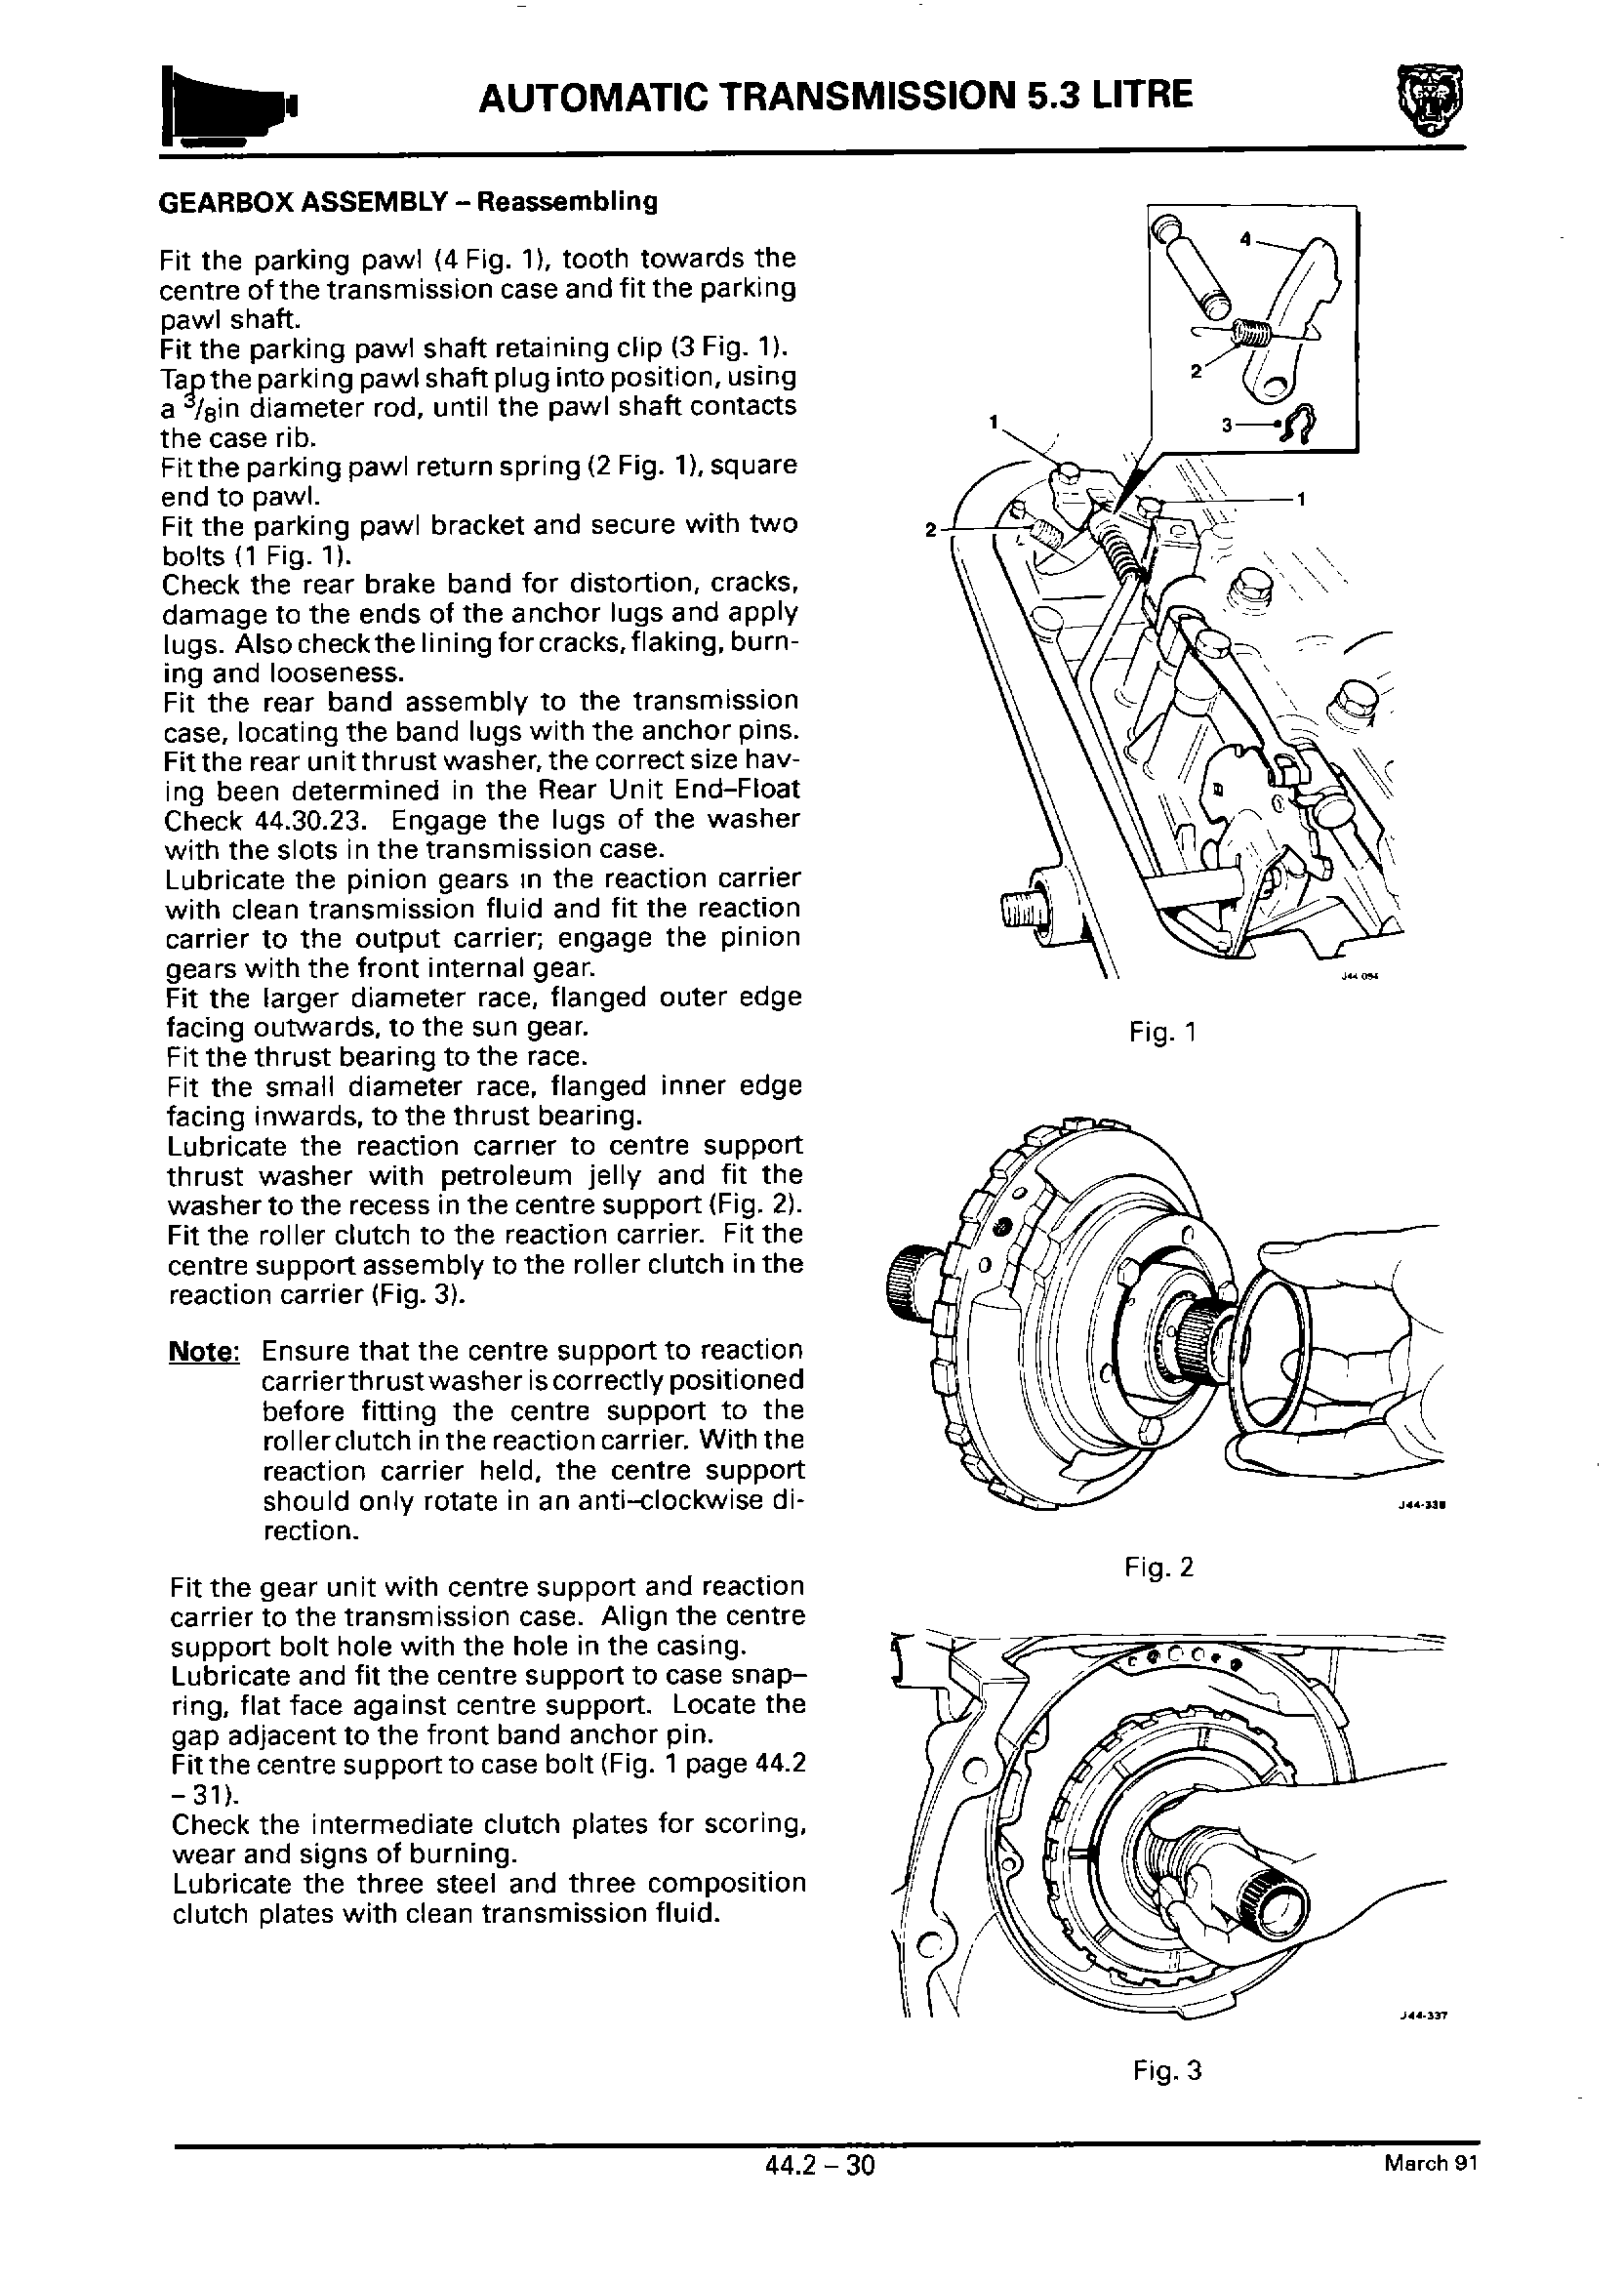 AUTOMATIC TRANSMISSION 5.3 LITRE
GEARBOX ASSEMBLY – Reassembling
Fit the parking pawl (4 Fig. 1), tooth towards the
centre of the transmission case and fit the parking
pawl shaft.
Fit the parking pawl shaft retaining clip (3 Fig. 1).
Tap the parking pawl shaft plug into position, using
a 3/8in diameter rod, until the pawl shaft contacts
the case rib.
Fit the parking pawl return spring (2 Fig. 1), square
end to pawl.
Fit the parking pawl bracket and secure with two
bolts (1 Fig. 1).
Check the rear brake band for distortion, cracks,
damage to the ends of the anchor lugs and apply
lugs. Also check the lining for cracks, flaking, burn-
ing and looseness.
Fit the rear band assembly to the transmission
case, locating the band lugs with the anchor pins.
Fit the rear unit thrust washer, the correct size hav-
ing been determined in the Rear Unit End–Float
Check 44.30.23. Engage the lugs of the washer
with the slots in the transmission case.
Lubricate the pinion gears in the reaction carrier
with clean transmission fluid and fit the reaction
carrier to the output carrier; engage the pinion
gears with the front internal gear.
Fit the larger diameter race, flanged outer edge
facing outwards, to the sun gear.
Fit the thrust bearing to the race.
Fit the small diameter race, flanged inner edge
facing inwards, to the thrust bearing.
Lubricate the reaction carrier to centre support
thrust washer with petroleum jelly and fit the
washer to the recess in the centre support (Fig. 2).
Fit the roller clutch to the reaction carrier. Fit the
centre support assembly to the roller clutch in the
reaction carrier (Fig. 3).
Note: Ensure that the centre support to reaction
carrier thrust washer is correctly positioned
before fitting the centre support to the
roller clutch in the reaction carrier. With the
reaction carrier held, the centre support
should only rotate in an anti–clockwise di-
rection.
Fit the gear unit with centre support and reaction
carrier to the transmission case. Align the centre
support bolt hole with the hole in the casing.
Lubricate and fit the centre support to case snap–
ring, flat face against centre support. Locate the
gap adjacent to the front band anchor pin.
Fit the centre support to case bolt (Fig. 1 page 44.2
– 31).
Check the intermediate clutch plates for scoring,
wear and signs of burning.
Lubricate the three steel and three composition
clutch plates with clean transmission fluid.
4
2
3
1
1
2
J44 094
Fig. 1
Fig. 2
J44-337
Fig. 3
44.2 – 30
March 91